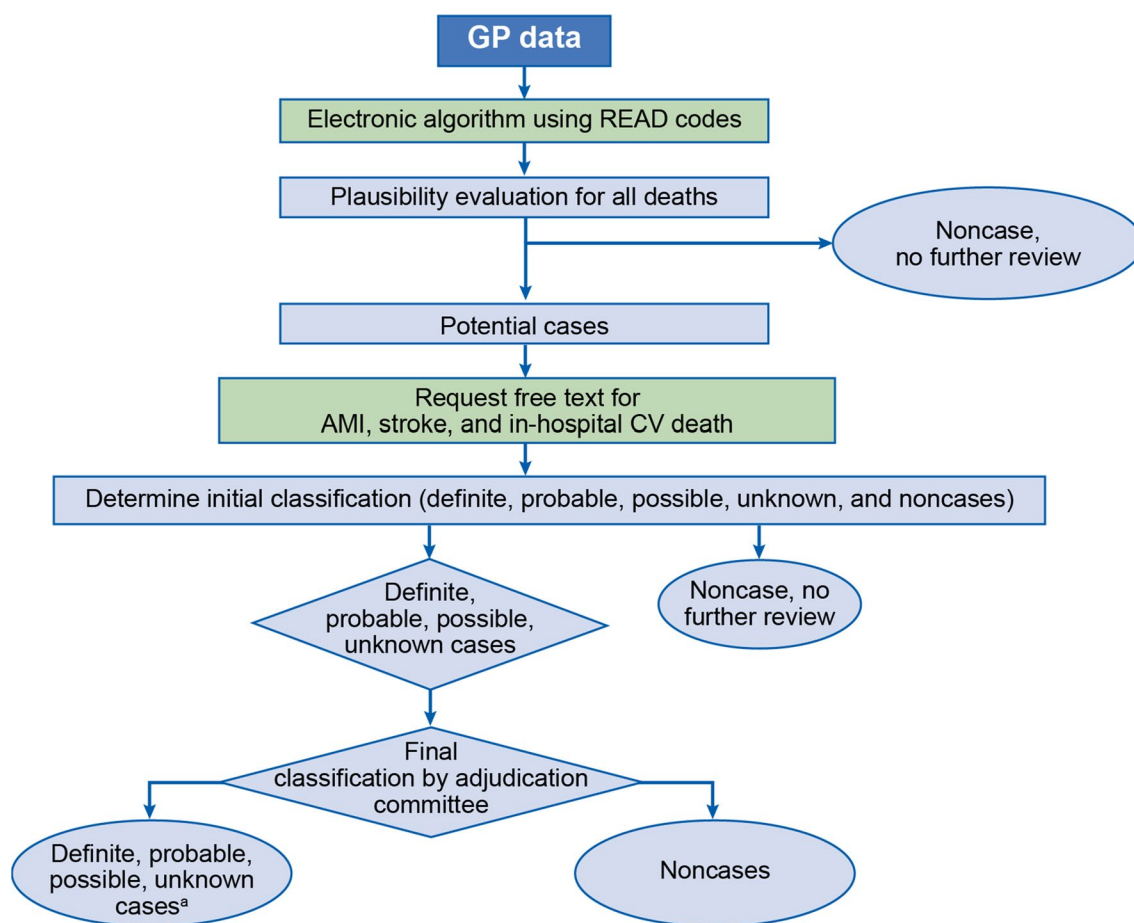 GP data
Electronic algorithm using READ codes
Plausibility evaluation for all deaths
Noncase,
no further review
Potential cases
Request free text for
AMI, stroke, and in-hospital CV death
Determine initial classification (definite, probable, possible, unknown, and noncases)
Definite,
probable, possible,
unknown cases
Noncase, no
further review
Final
classification by adjudication
committee
Definite, probable,
possible, unknown
casesᵃ
Noncases